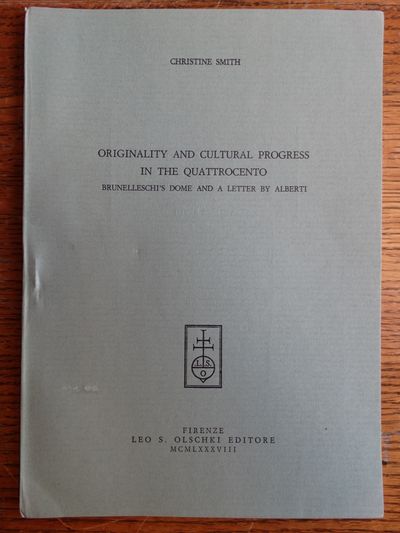 CHRISTINE SMITH
ORIGINALITY AND CULTURAL PROGRESS
IN THE QUATTROCENTO
BRUNELLESCHI'S DOME AND A LETTER BY ALBERTI
L S
O
FIRENZE
LEO S. OLSCHKI EDITORE
MCMLXXXVIII